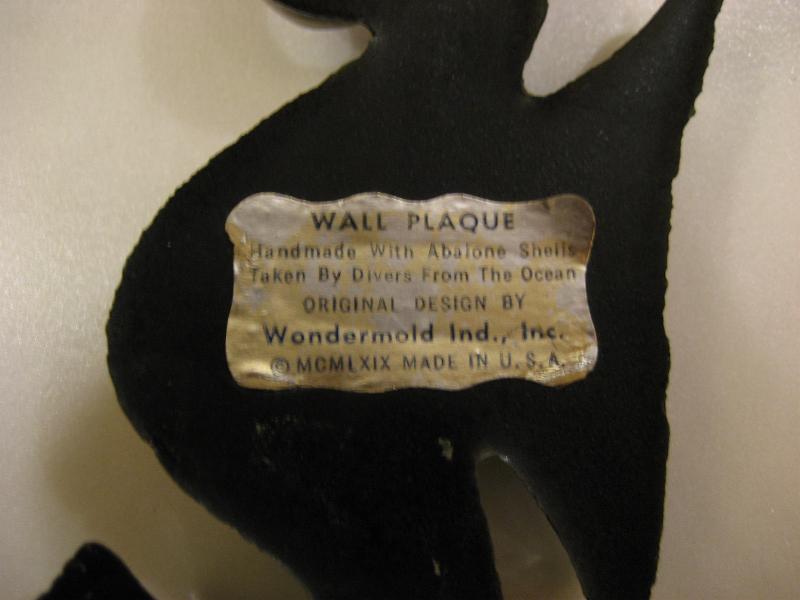 WALL PLAQUE
Handmade With Abalone Shells
Taken By Divers From The Ocean
ORIGINAL DESIGN BY
Wondermold Ind., Inc.
© MCMLXIX MADE IN U.S.A.